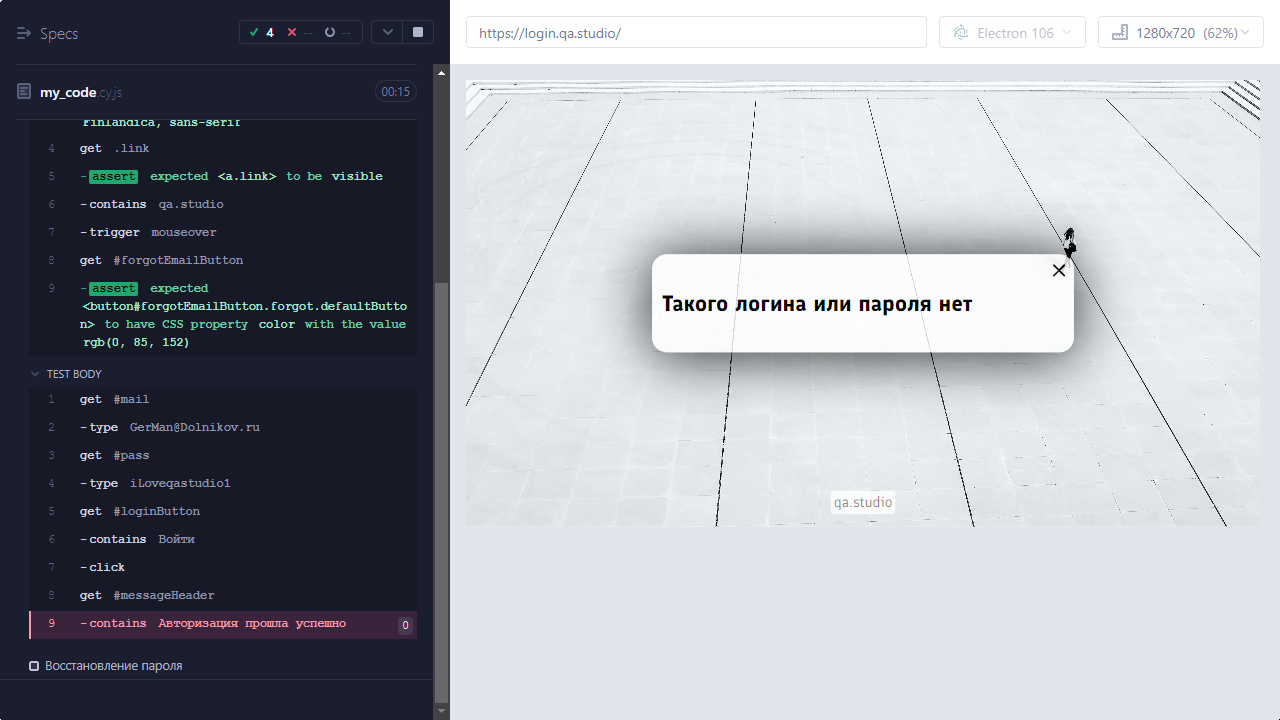 Specs
4
--
--
https://login.qa.studio/
Electron 106
1280x720 (62%)
my_code.cy.js
00:15
Finlandica, sans-serif
4 get .link
5 -assert expected <a.link> to be visible
6 -contains qa.studio
7 -trigger mouseover
8 get #forgotEmailButton
9 -assert expected
<button#forgotEmailButton.forgot.defaultButto
n> to have CSS property color with the value
rgb(0, 85, 152)
TEST BODY
1 get #mail
2 -type GerMan@Dolnikov.ru
3 get #pass
4 -type iLoveqastudio1
5 get #loginButton
6 -contains Войти
7 -click
8 get #messageHeader
9 -contains Авторизация прошла успешно 0
Восстановление пароля
Такого логина или пароля нет
qa.studio